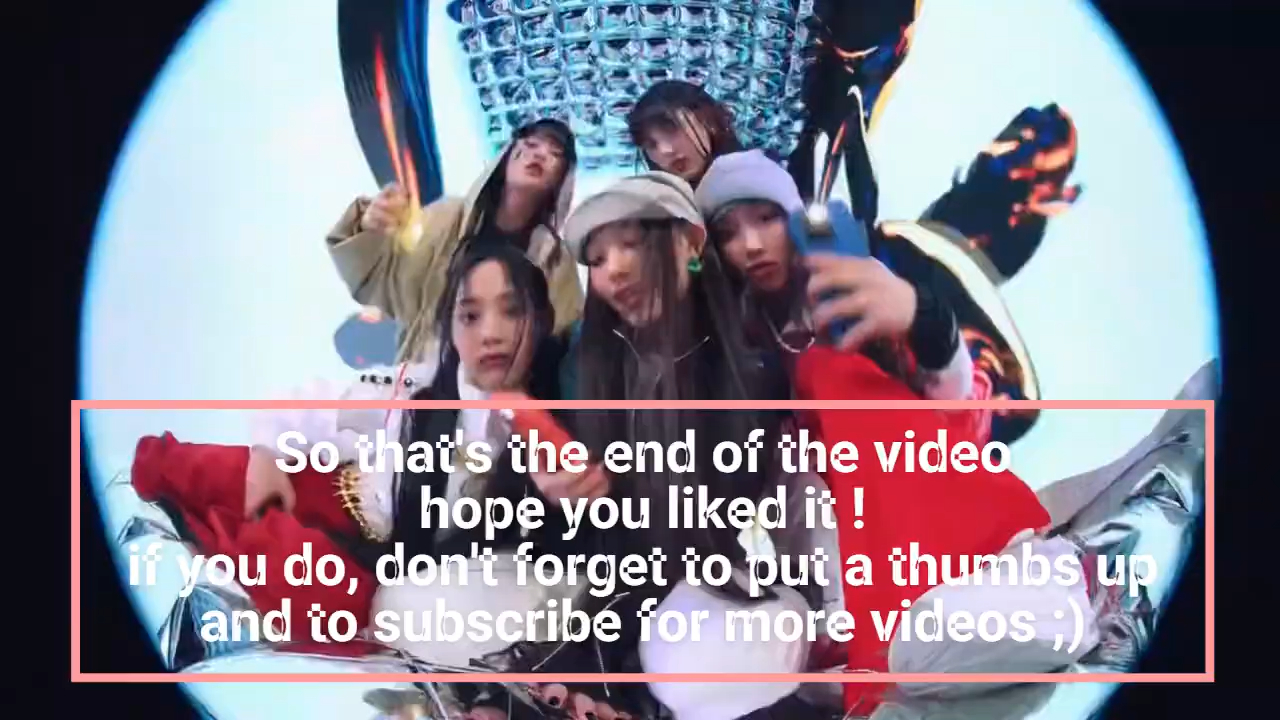 So that's the end of the video
hope you liked it !
if you do, don't forget to put a thumbs up
and to subscribe for more videos ;)